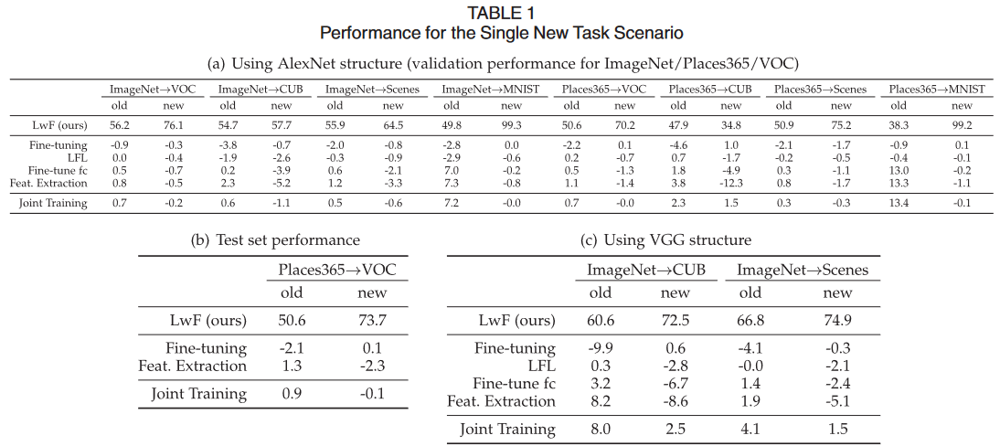 TABLE 1
Performance for the Single New Task Scenario
(a) Using AlexNet structure (validation performance for ImageNet/Places365/VOC)
ImageNet→VOC ImageNet→CUB ImageNet→Scenes ImageNet→MNIST Places365→VOC Places365→CUB Places365→Scenes Places365→MNIST
old new old new old new old new old new old new old new old new
LwF (ours) 56.2 76.1 54.7 57.7 55.9 64.5 49.8 99.3 50.6 70.2 47.9 34.8 50.9 75.2 38.3 99.2
Fine-tuning -0.9 -0.3 -3.8 -0.7 -2.0 -0.8 -2.8 0.0 -2.2 0.1 -4.6 1.0 -2.1 -1.7 -0.9 0.1
LFL 0.0 -0.4 -1.9 -2.6 -0.3 -0.9 -2.9 -0.6 0.2 -0.7 0.7 -1.7 -0.2 -0.5 -0.4 -0.1
Fine-tune fc 0.5 -0.7 0.2 -3.9 0.6 -2.1 7.0 -0.2 0.5 -1.3 1.8 -4.9 0.3 -1.1 13.0 -0.2
Feat. Extraction 0.8 -0.5 2.3 -5.2 1.2 -3.3 7.3 -0.8 1.1 -1.4 3.8 -12.3 0.8 -1.7 13.3 -1.1
Joint Training 0.7 -0.2 0.6 -1.1 0.5 -0.6 7.2 -0.0 0.7 -0.0 2.3 1.5 0.3 -0.3 13.4 -0.1
(b) Test set performance
Places365→VOC
old new
LwF (ours) 50.6 73.7
Fine-tuning -2.1 0.1
Feat. Extraction 1.3 -2.3
Joint Training 0.9 -0.1
(c) Using VGG structure
ImageNet→CUB ImageNet→Scenes
old new old new
LwF (ours) 60.6 72.5 66.8 74.9
Fine-tuning -9.9 0.6 -4.1 -0.3
LFL 0.3 -2.8 -0.0 -2.1
Fine-tune fc 3.2 -6.7 1.4 -2.4
Feat. Extraction 8.2 -8.6 1.9 -5.1
Joint Training 8.0 2.5 4.1 1.5